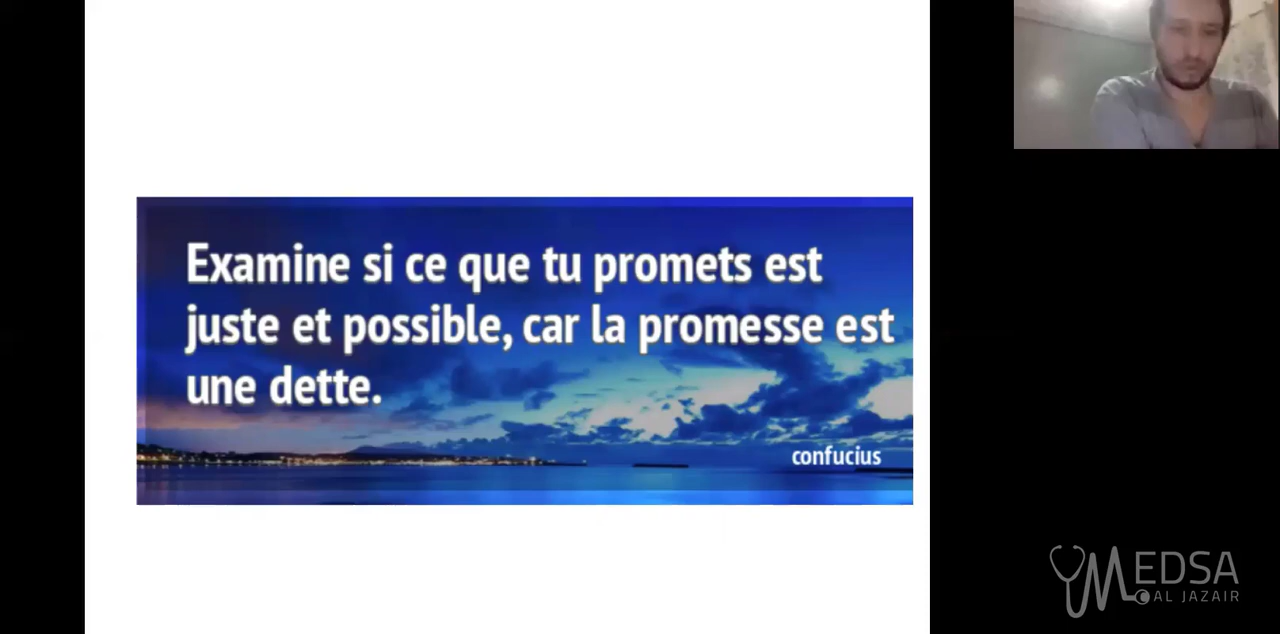 Examine si ce que tu promets est
juste et possible, car la promesse est
une dette.
confucius
MEDSA
AL JAZAIR